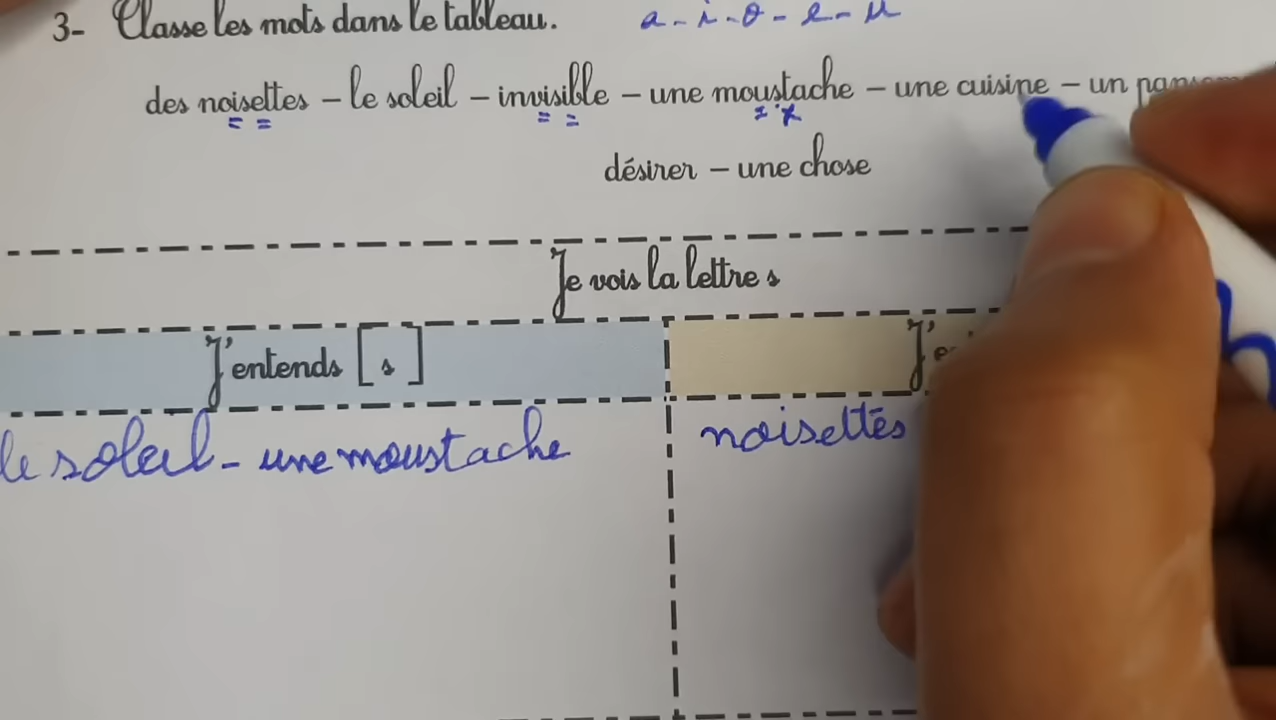 3- Classe les mots dans le tableau. a - i - o - e - u
des noisettes – le soleil – invisible – une moustache – une cuisine – un
désirer – une chose
Je vois la lettre s
J'entends [s] J'e
le soleil - une moustache noisettes